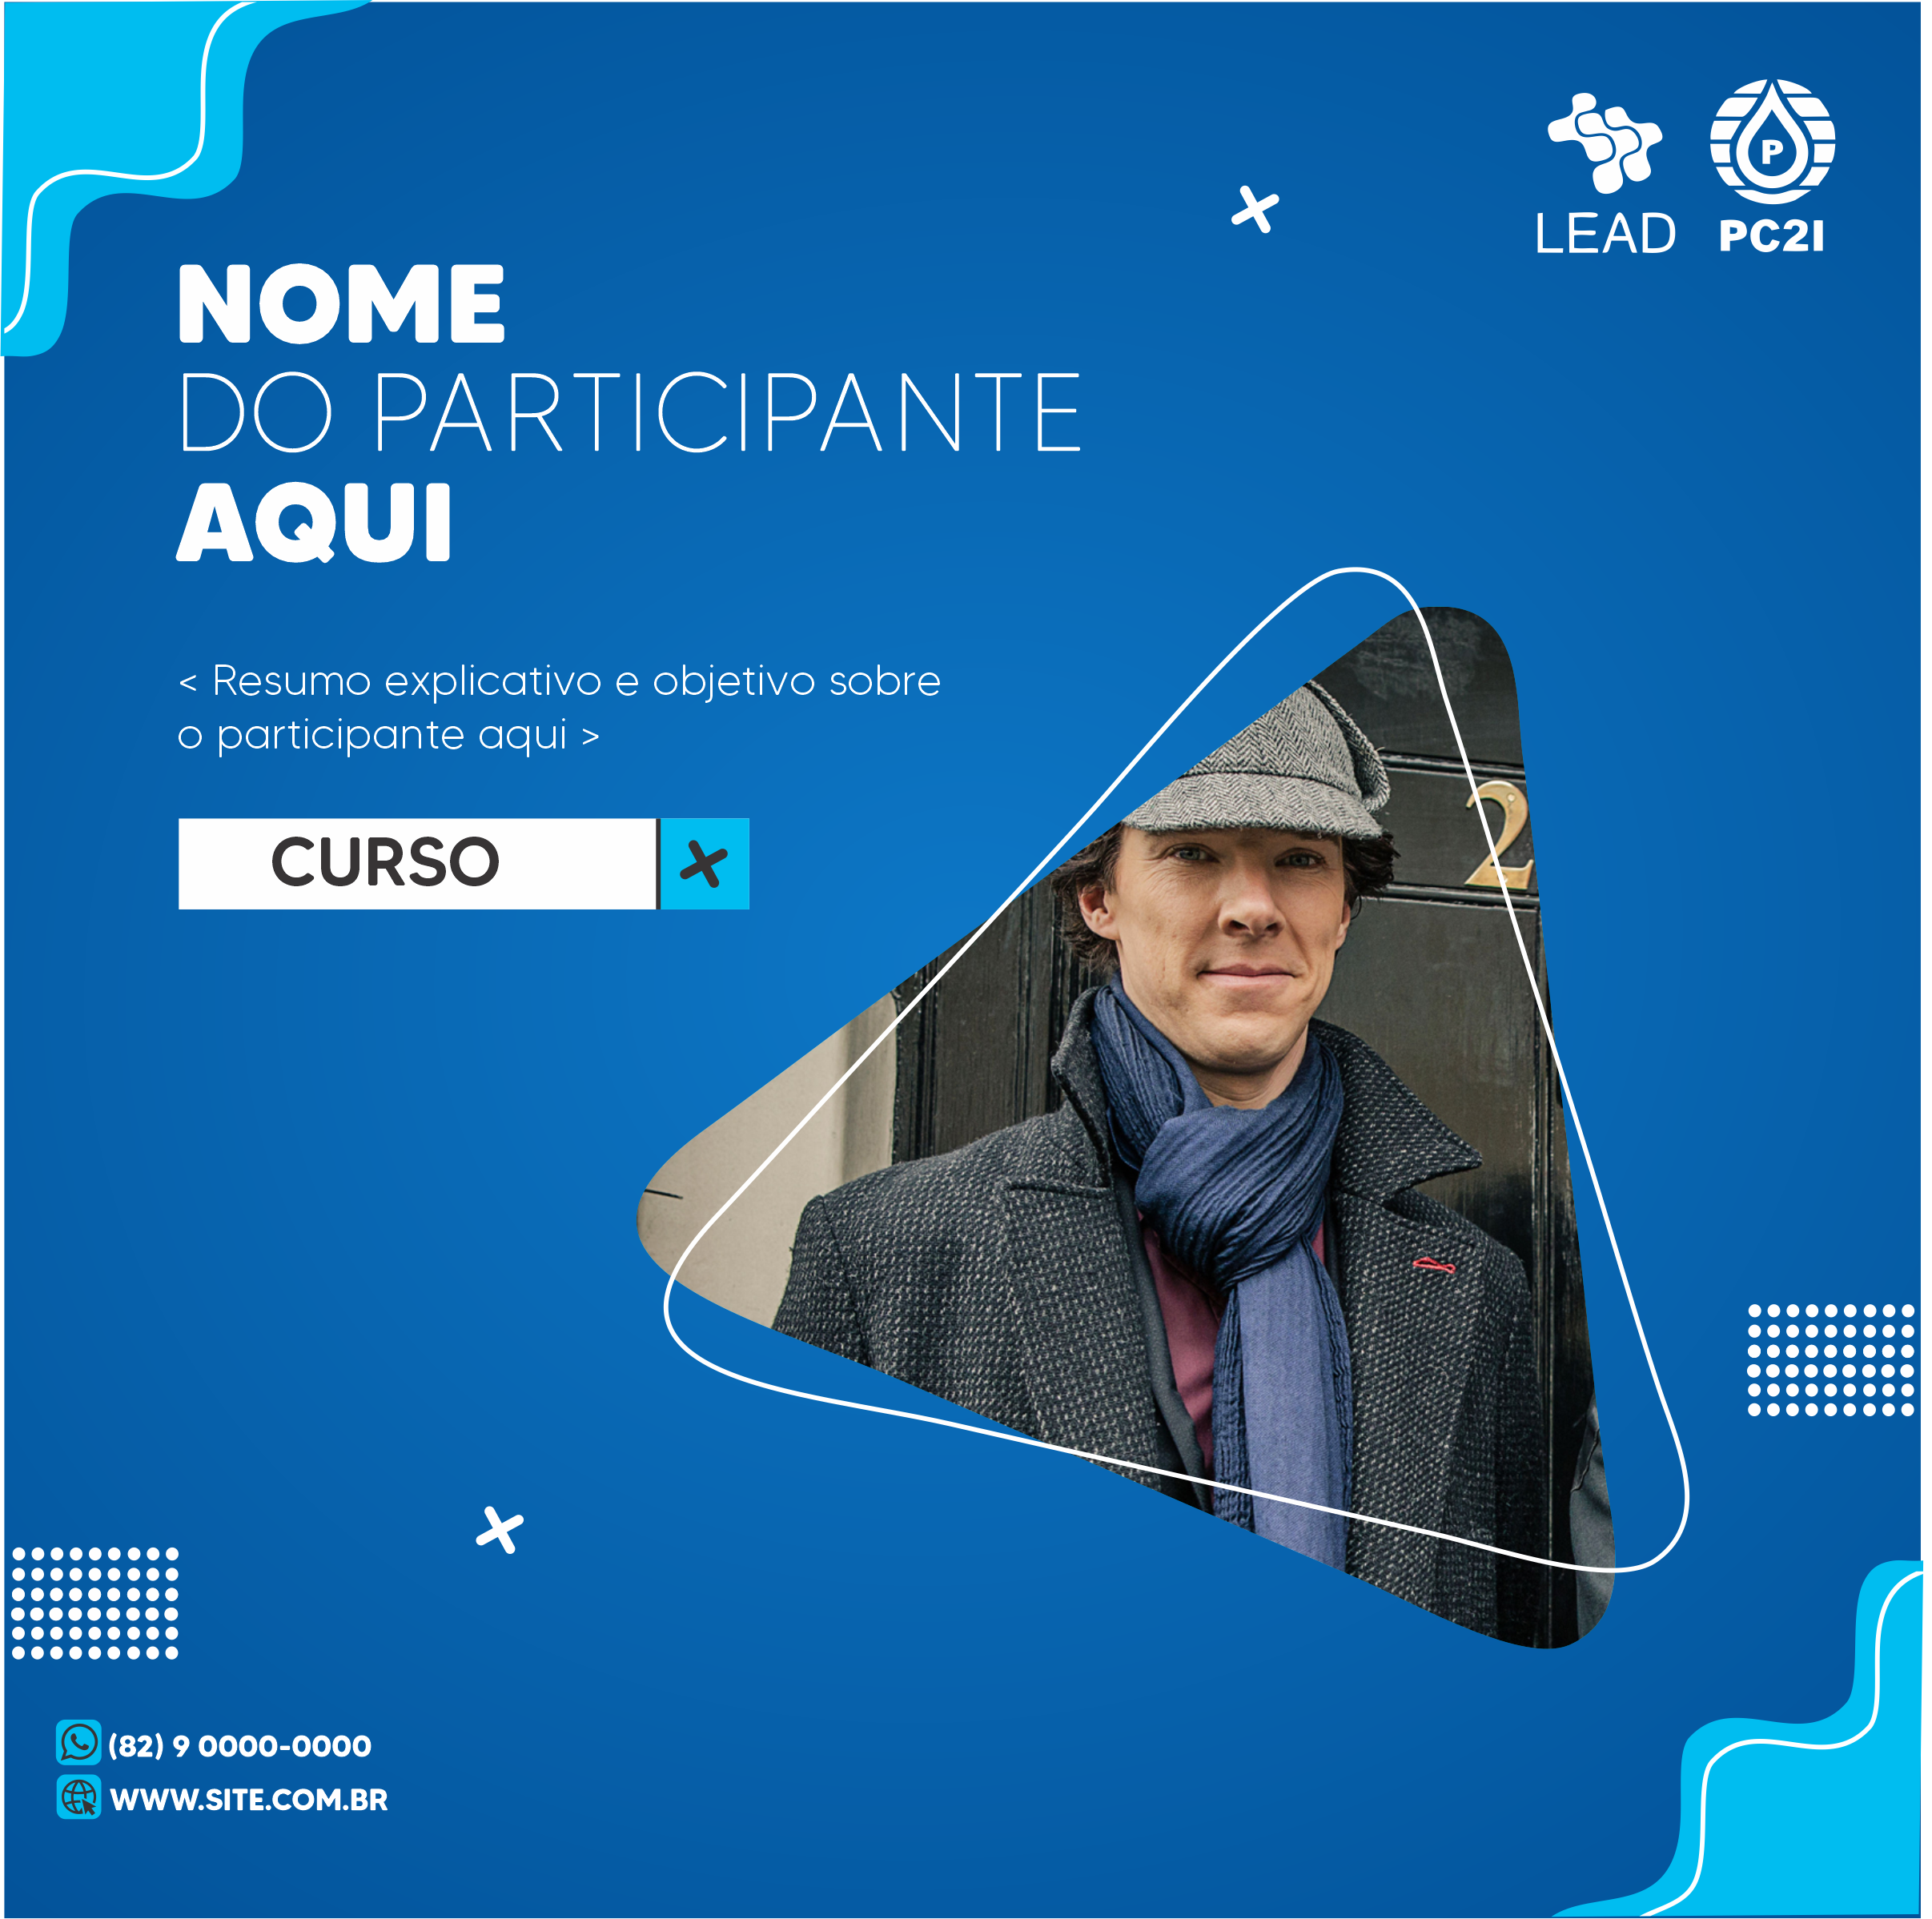 LEAD
P
PC2I
NOME
DO PARTICIPANTE
AQUI
< Resumo explicativo e objetivo sobre
o participante aqui >
CURSO
2
(82) 9 0000-0000
WWW.SITE.COM.BR